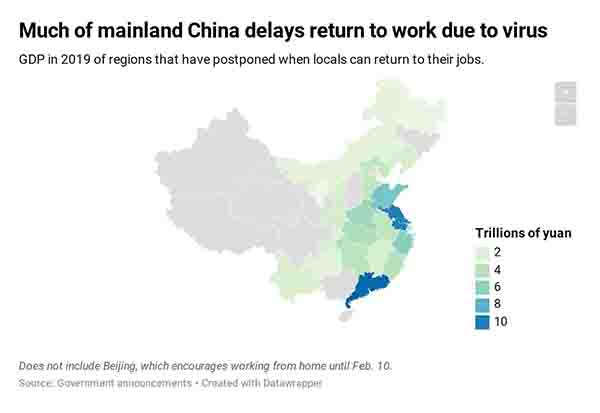 Much of mainland China delays return to work due to virus
GDP in 2019 of regions that have postponed when locals can return to their jobs.
Trillions of yuan
2
4
6
8
10
Does not include Beijing, which encourages working from home until Feb. 10.
Source: Government announcements • Created with Datawrapper